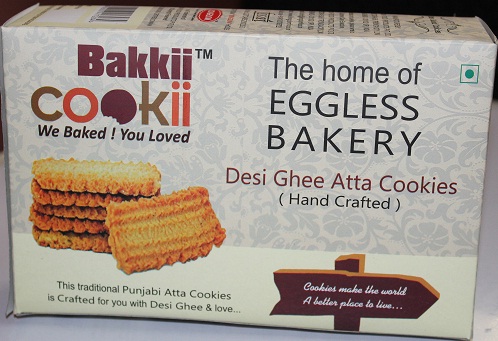 Bakkii™
cookii
We Baked ! You Loved
The home of
EGGLESS
BAKERY
Desi Ghee Atta Cookies
( Hand Crafted )
This traditional Punjabi Atta Cookies
is Crafted for you with Desi Ghee & love...
Cookies make the world
A better place to live...